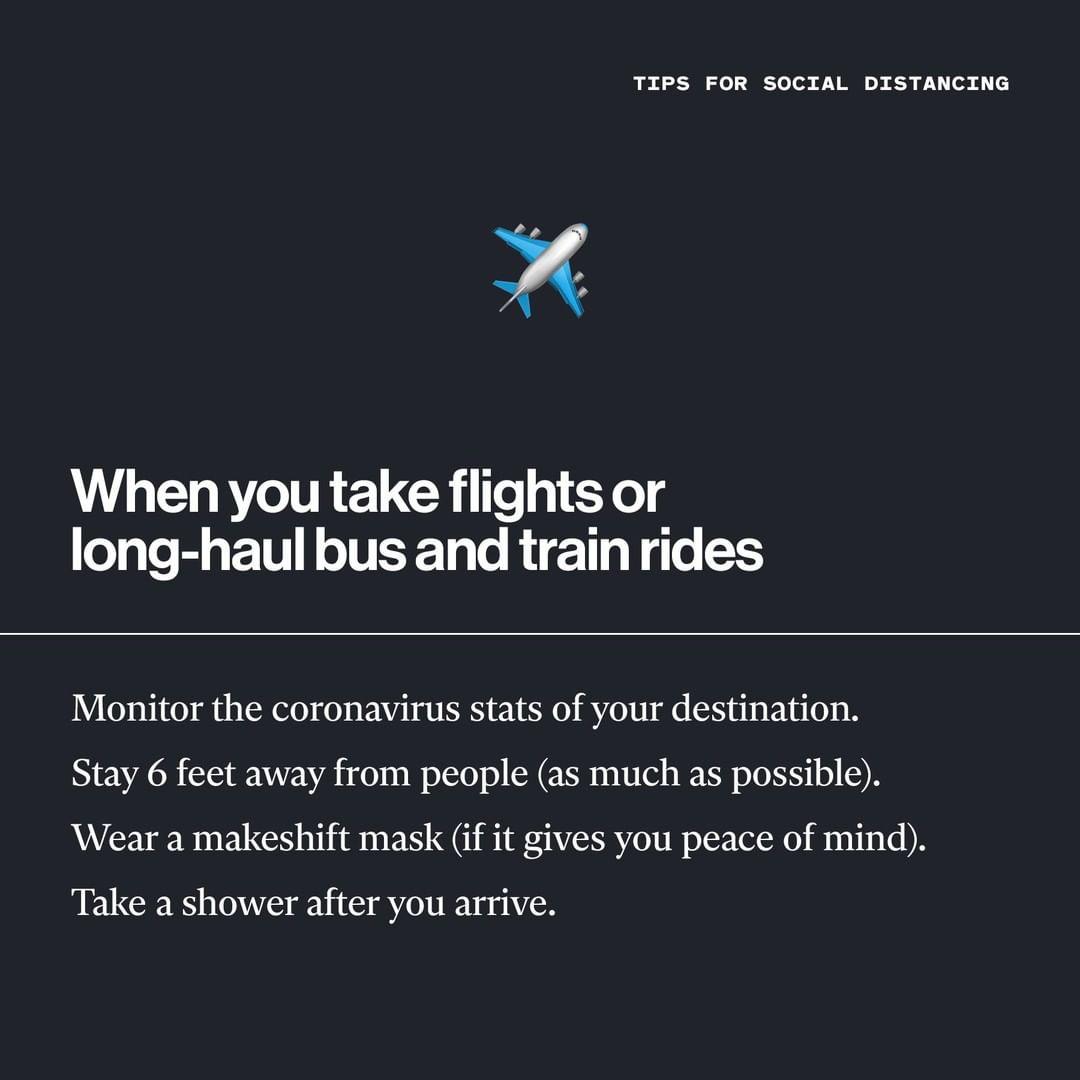 TIPS FOR SOCIAL DISTANCING
When you take flights or
long-haul bus and train rides
Monitor the coronavirus stats of your destination.
Stay 6 feet away from people (as much as possible).
Wear a makeshift mask (if it gives you peace of mind).
Take a shower after you arrive.